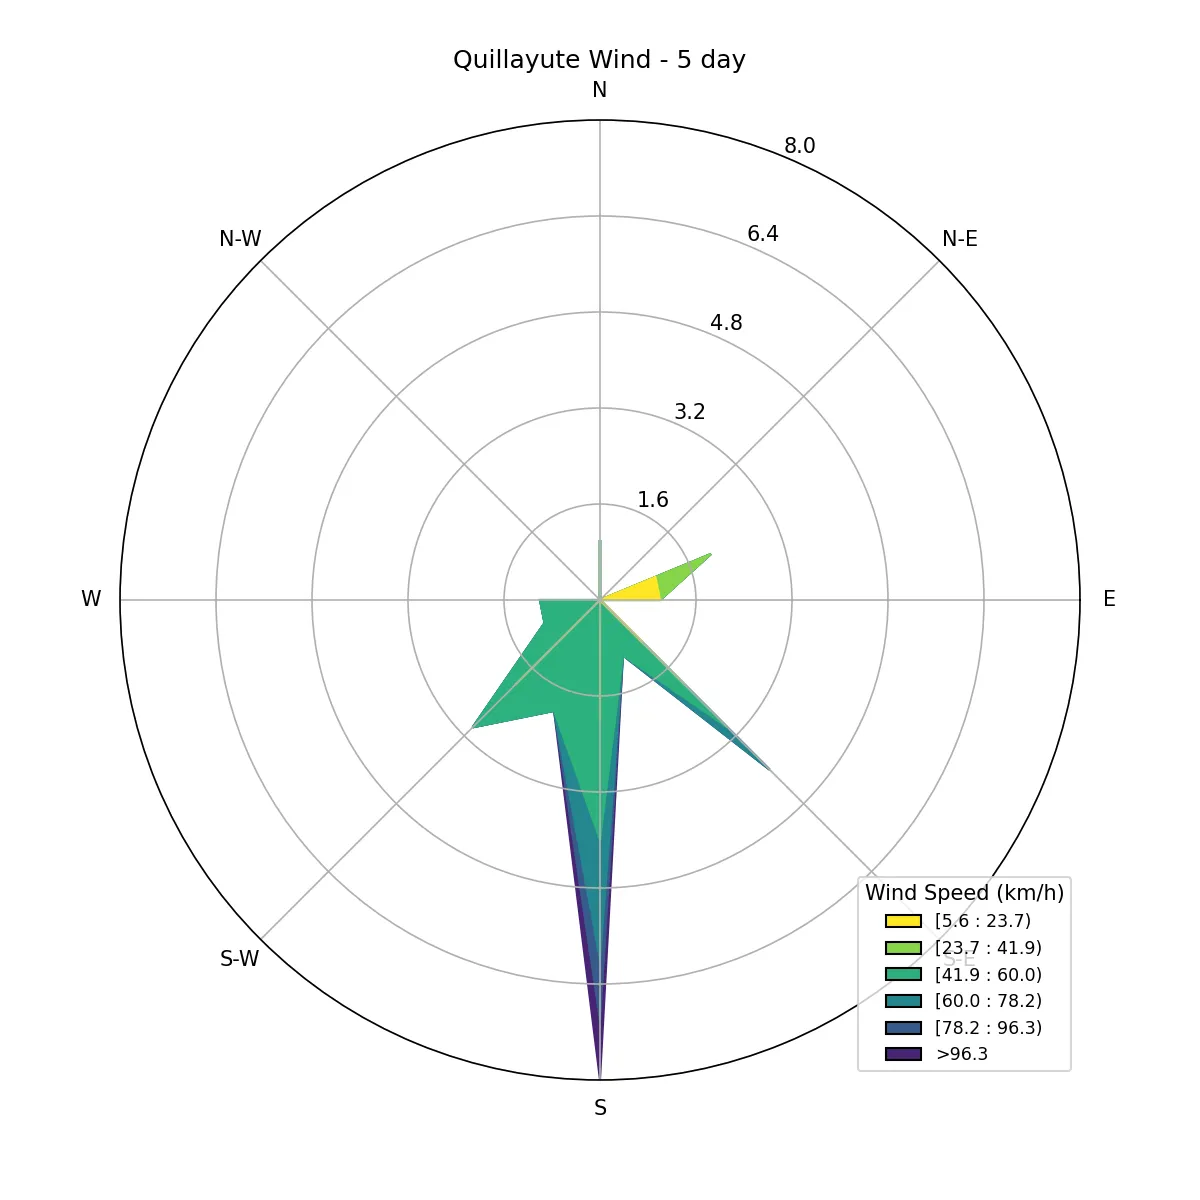 Quillayute Wind - 5 day
N
8.0
N-W
6.4
N-E
4.8
3.2
1.6
W
E
S-W
S-E
S
Wind Speed (km/h)
[5.6 : 23.7)
[23.7 : 41.9)
[41.9 : 60.0)
[60.0 : 78.2)
[78.2 : 96.3)
>96.3